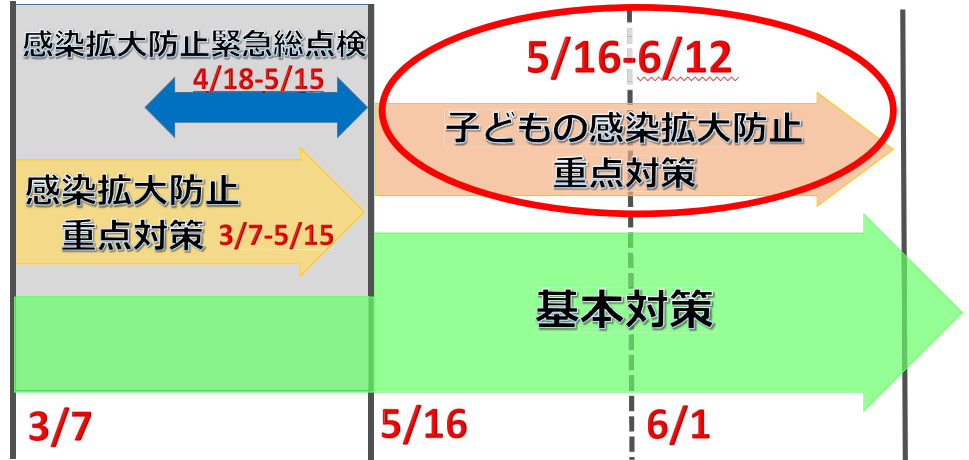 感染拡大防止緊急総点検
4/18-5/15
感染拡大防止
重点対策 3/7-5/15
5/16-6/12
子どもの感染拡大防止
重点対策
基本対策
3/7
5/16
6/1